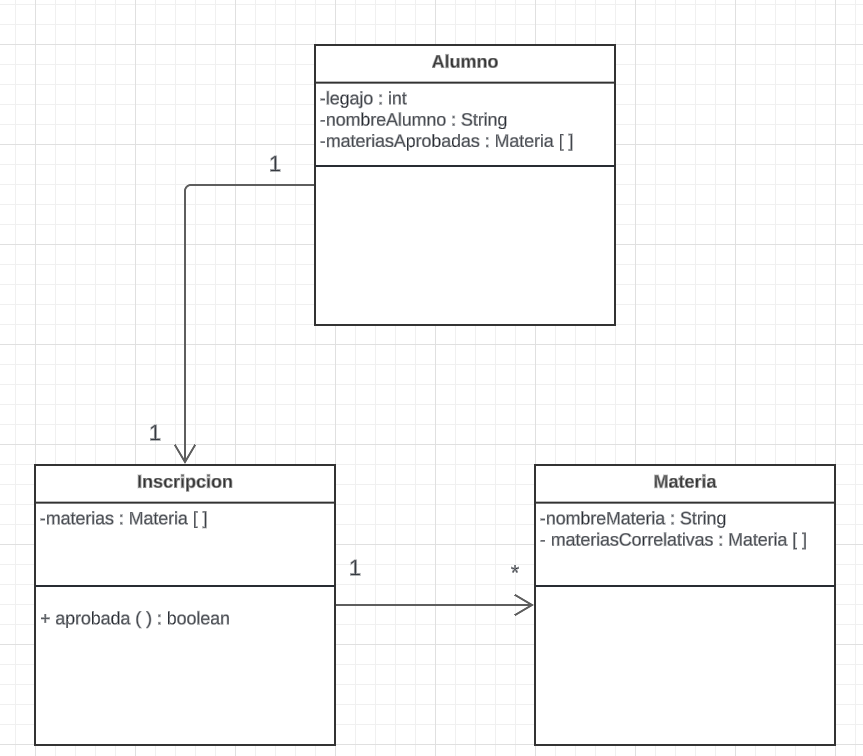 Alumno
-legajo : int
-nombreAlumno : String
-materiasAprobadas : Materia [ ]
1
1
Inscripcion
-materias : Materia [ ]
+ aprobada ( ) : boolean
1
*
Materia
-nombreMateria : String
- materiasCorrelativas : Materia [ ]